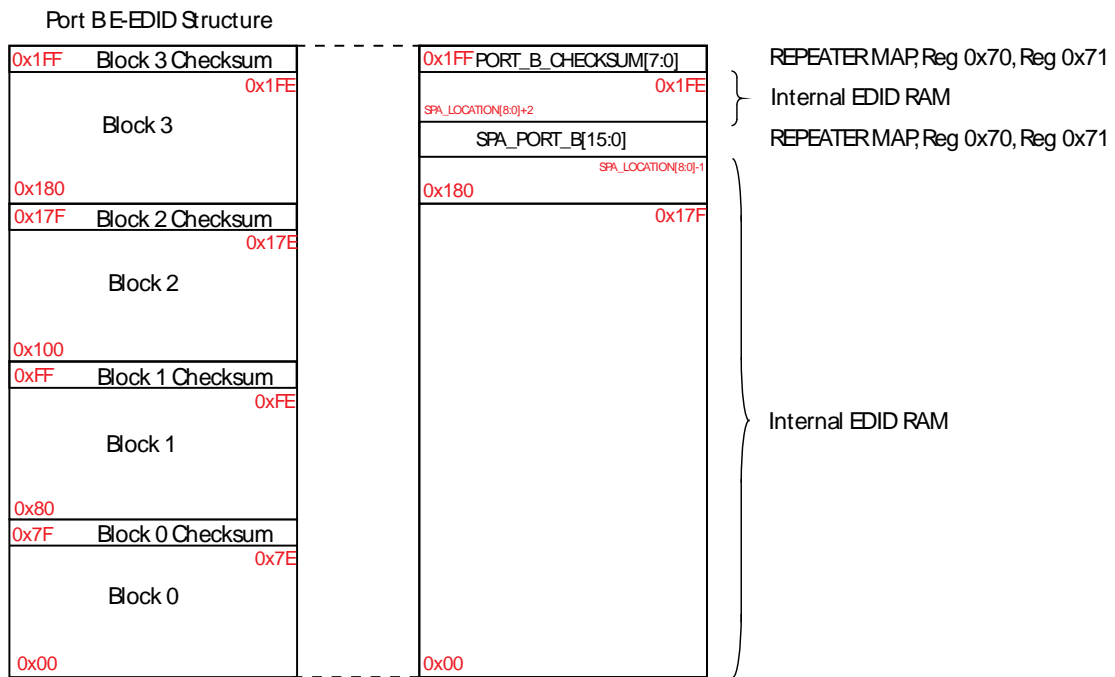 Port B E-EDID Structure
0x1FF Block 3 Checksum
0x1FE
Block 3
0x180
0x17F Block 2 Checksum
0x17E
Block 2
0x100
0xFF Block 1 Checksum
0xFE
Block 1
0x80
0x7F Block 0 Checksum
0x7E
Block 0
0x00
0x1FF PORT_B_CHECKSUM[7:0]
0x1FE
SPA_LOCATION[8:0]+2
SPA_PORT_B[15:0]
SPA_LOCATION[8:0]-1
0x180
0x17F
0x00
REPEATER MAP, Reg 0x70, Reg 0x71
Internal EDID RAM
REPEATER MAP, Reg 0x70, Reg 0x71
Internal EDID RAM